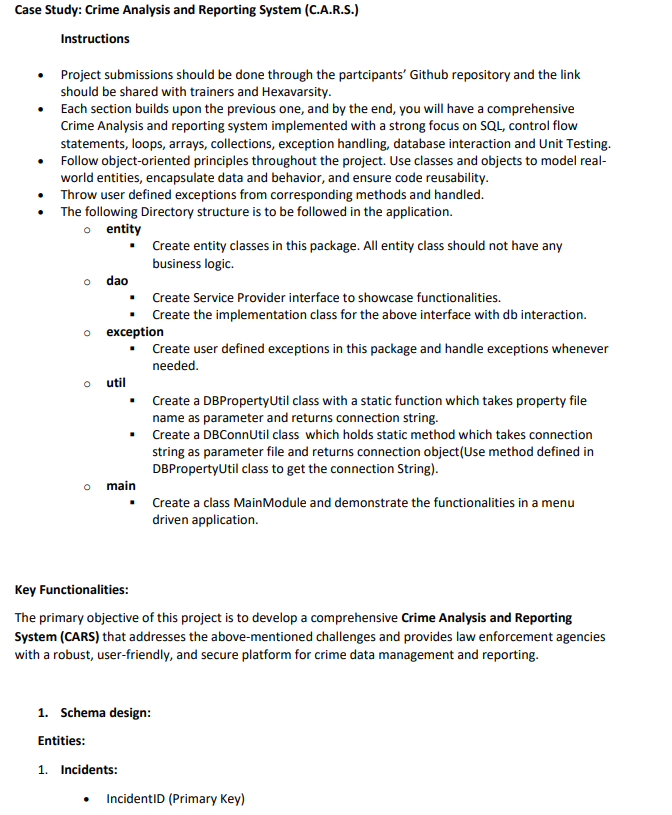 Case Study: Crime Analysis and Reporting System (C.A.R.S.)
Instructions
• Project submissions should be done through the partcipants’ Github repository and the link
should be shared with trainers and Hexavarsity.
• Each section builds upon the previous one, and by the end, you will have a comprehensive
Crime Analysis and reporting system implemented with a strong focus on SQL, control flow
statements, loops, arrays, collections, exception handling, database interaction and Unit Testing.
• Follow object-oriented principles throughout the project. Use classes and objects to model real-
world entities, encapsulate data and behavior, and ensure code reusability.
• Throw user defined exceptions from corresponding methods and handled.
• The following Directory structure is to be followed in the application.
o entity
▪ Create entity classes in this package. All entity class should not have any
business logic.
o dao
▪ Create Service Provider interface to showcase functionalities.
▪ Create the implementation class for the above interface with db interaction.
o exception
▪ Create user defined exceptions in this package and handle exceptions whenever
needed.
o util
▪ Create a DBPropertyUtil class with a static function which takes property file
name as parameter and returns connection string.
▪ Create a DBConnUtil class which holds static method which takes connection
string as parameter file and returns connection object(Use method defined in
DBPropertyUtil class to get the connection String).
o main
▪ Create a class MainModule and demonstrate the functionalities in a menu
driven application.
Key Functionalities:
The primary objective of this project is to develop a comprehensive Crime Analysis and Reporting
System (CARS) that addresses the above-mentioned challenges and provides law enforcement agencies
with a robust, user-friendly, and secure platform for crime data management and reporting.
1. Schema design:
Entities:
1. Incidents:
• IncidentID (Primary Key)